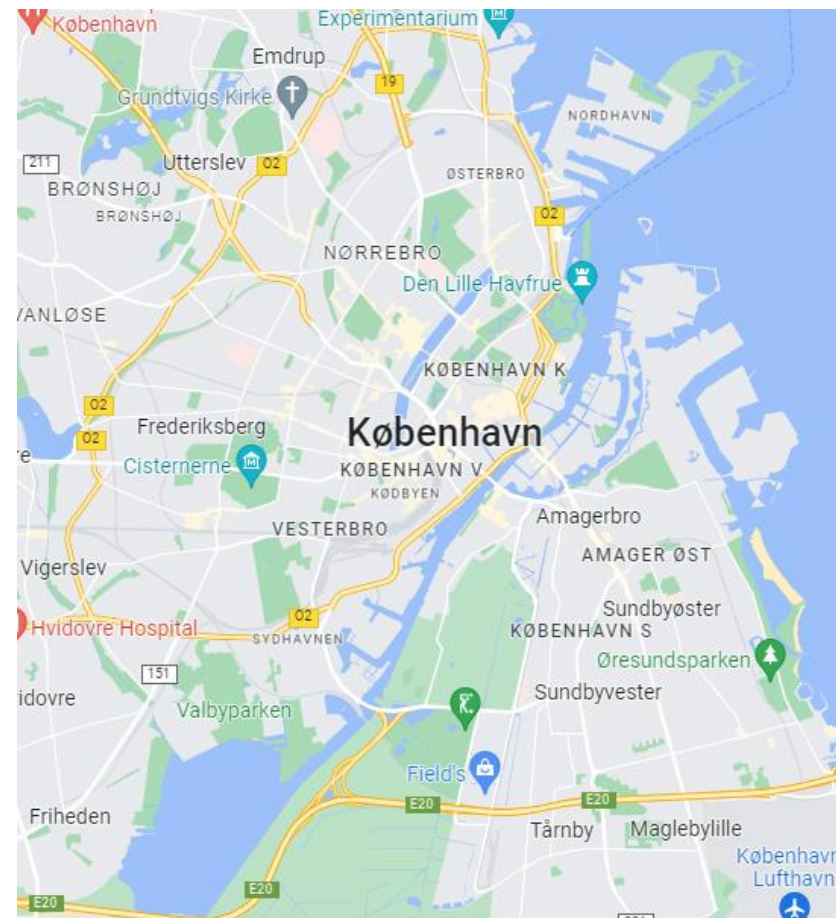 København
Experimentarium
Emdrup
19
Grundtvigs Kirke
NORDHAVN
211
Utterslev
O2
ØSTERBRO
BRØNSHØJ
BRØNSHØJ
O2
NØRREBRO
Den Lille Havfrue
VANLØSE
KØBENHAVN K
O2
Frederiksberg
København
O2
re
Cisternerne
KØBENHAVN V
KØDBYEN
Amagerbro
VESTERBRO
AMAGER ØST
Vigerslev
Sundbyøster
O2
Hvidovre Hospital
KØBENHAVN S
SYDHAVNEN
Øresundsparken
151
idovre
Sundbyvester
Valbyparken
Field's
E20
E20
Friheden
Tårnby
Maglebylille
København
Lufthavn
E20
E20